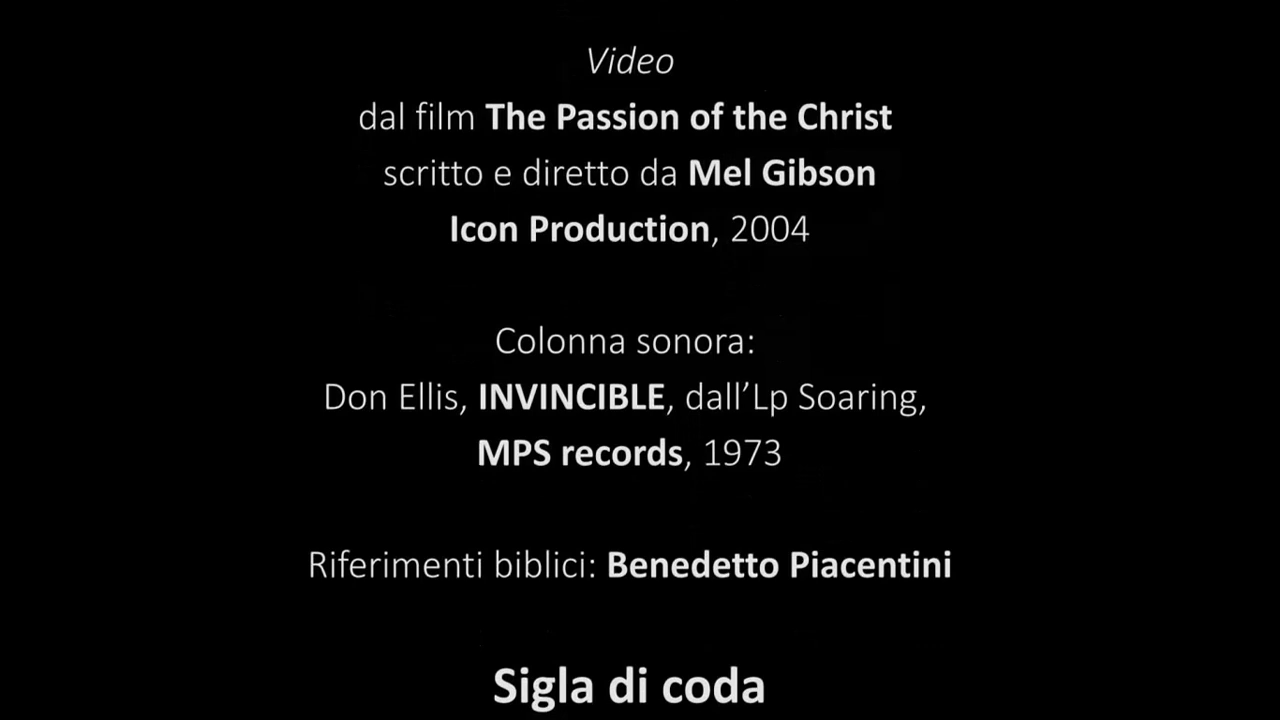 Video
dal film The Passion of the Christ
scritto e diretto da Mel Gibson
Icon Production, 2004
Colonna sonora:
Don Ellis, INVINCIBLE, dall’Lp Soaring,
MPS records, 1973
Riferimenti biblici: Benedetto Piacentini
Sigla di coda